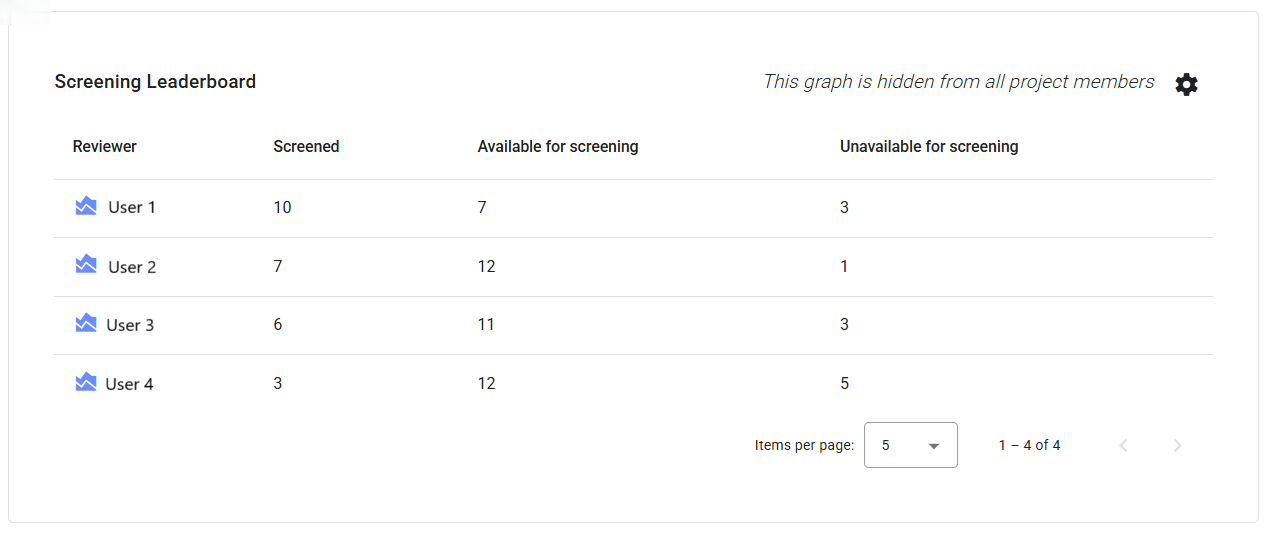 Screening Leaderboard This graph is hidden from all project members
Reviewer Screened Available for screening Unavailable for screening
User 1 10 7 3
User 2 7 12 1
User 3 6 11 3
User 4 3 12 5
Items per page: 5 1 – 4 of 4